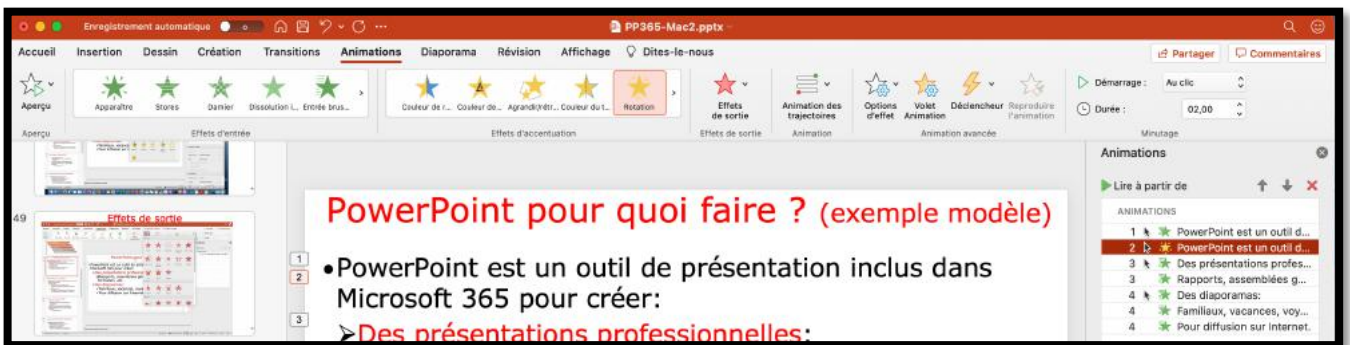 Enregistrement automatique
PP365-Mac2.pptx
Accueil Insertion Dessin Création Transitions Animations Diaporama Révision Affichage Dites-le-nous Partager Commentaires
Aperçu Apparaître Stores Damier Dissolution i... Entrée brus... Couleur de r... Couleur de... Agrandir/rétr... Couleur du t... Rotation Effets de sortie Animation des trajectoires Options d'effet Volet Animation Déclencheur Reproduire l'animation
Démarrage : Au clic
Durée : 02,00
Aperçu Effets d'entrée Effets d'accentuation Effets de sortie Animation Animation avancée Minutage
49
Effets de sortie
PowerPoint pour quoi faire ? (exemple modèle)
1
2
•PowerPoint est un outil de présentation inclus dans
Microsoft 365 pour créer:
3
➢Des présentations professionnelles:
Animations
Lire à partir de
ANIMATIONS
1 PowerPoint est un outil d...
2 PowerPoint est un outil d...
3 Des présentations profes...
3 Rapports, assemblées g...
4 Des diaporamas:
4 Familiaux, vacances, voy...
4 Pour diffusion sur Internet.